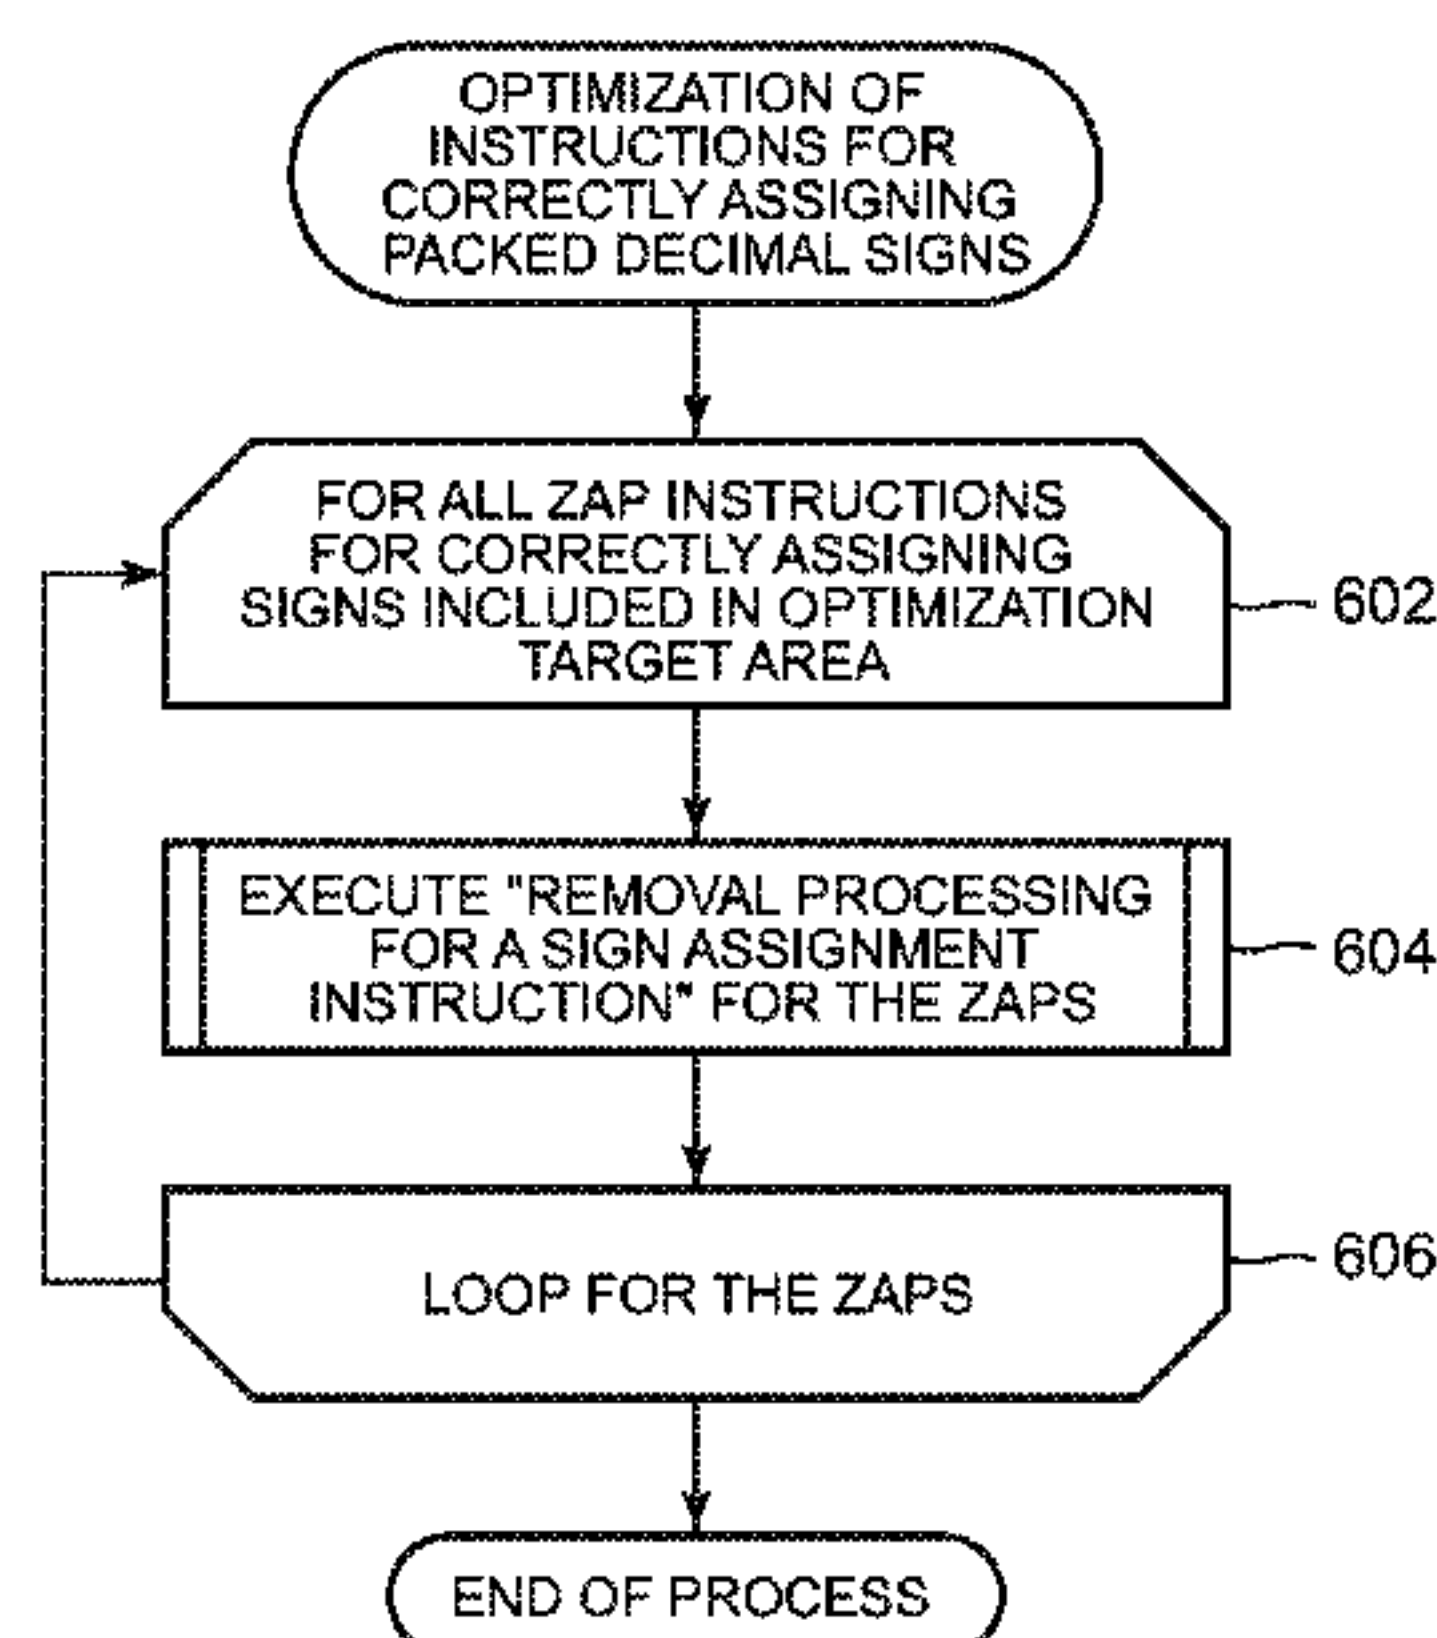 OPTIMIZATION OF
INSTRUCTIONS FOR
CORRECTLY ASSIGNING
PACKED DECIMAL SIGNS
FOR ALL ZAP INSTRUCTIONS
FOR CORRECTLY ASSIGNING
SIGNS INCLUDED IN OPTIMIZATION
TARGET AREA
602
EXECUTE "REMOVAL PROCESSING
FOR A SIGN ASSIGNMENT
INSTRUCTION" FOR THE ZAPS
604
LOOP FOR THE ZAPS
606
END OF PROCESS